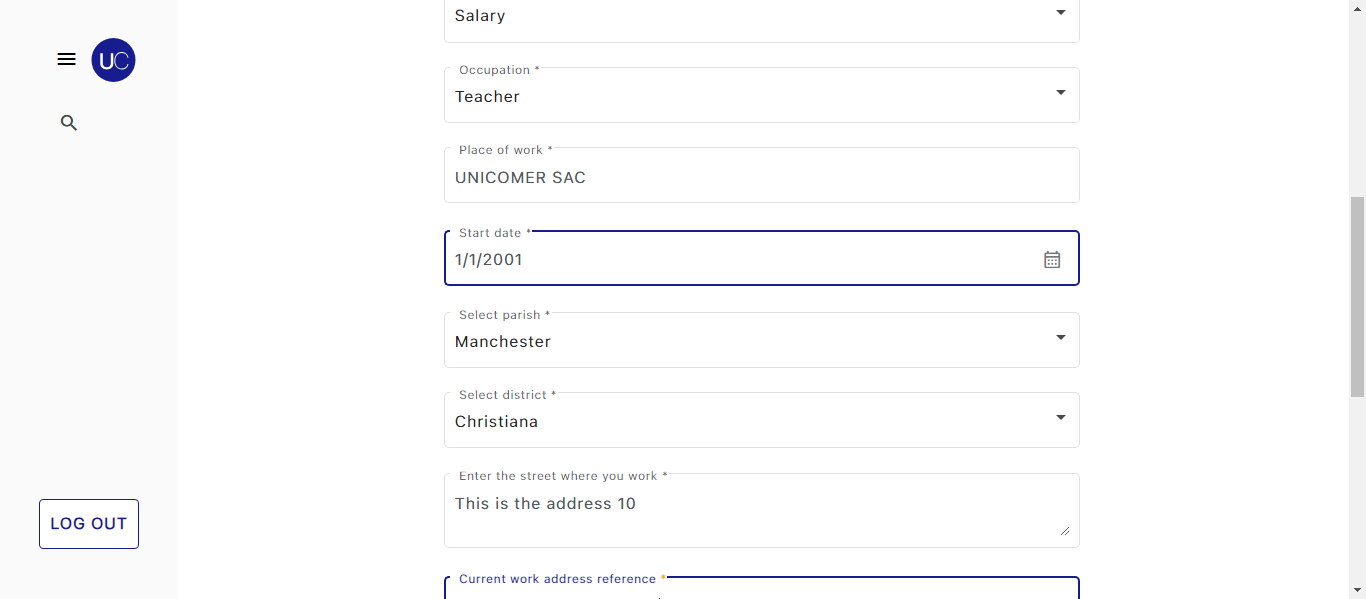 Salary
UC
Occupation *
Teacher
Place of work *
UNICOMER SAC
Start date *
1/1/2001
Select parish *
Manchester
Select district *
Christiana
Enter the street where you work *
This is the address 10
LOG OUT
Current work address reference *